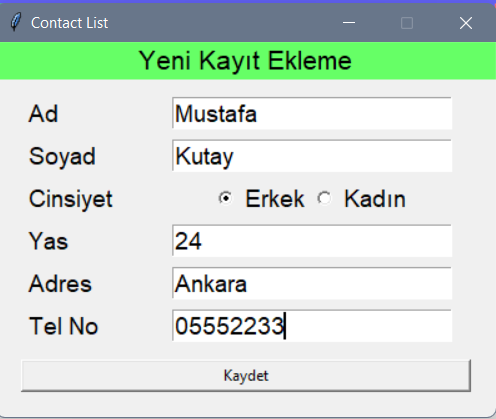 Contact List
Yeni Kayıt Ekleme
Ad Mustafa
Soyad Kutay
Cinsiyet Erkek Kadın
Yas 24
Adres Ankara
Tel No 05552233
Kaydet